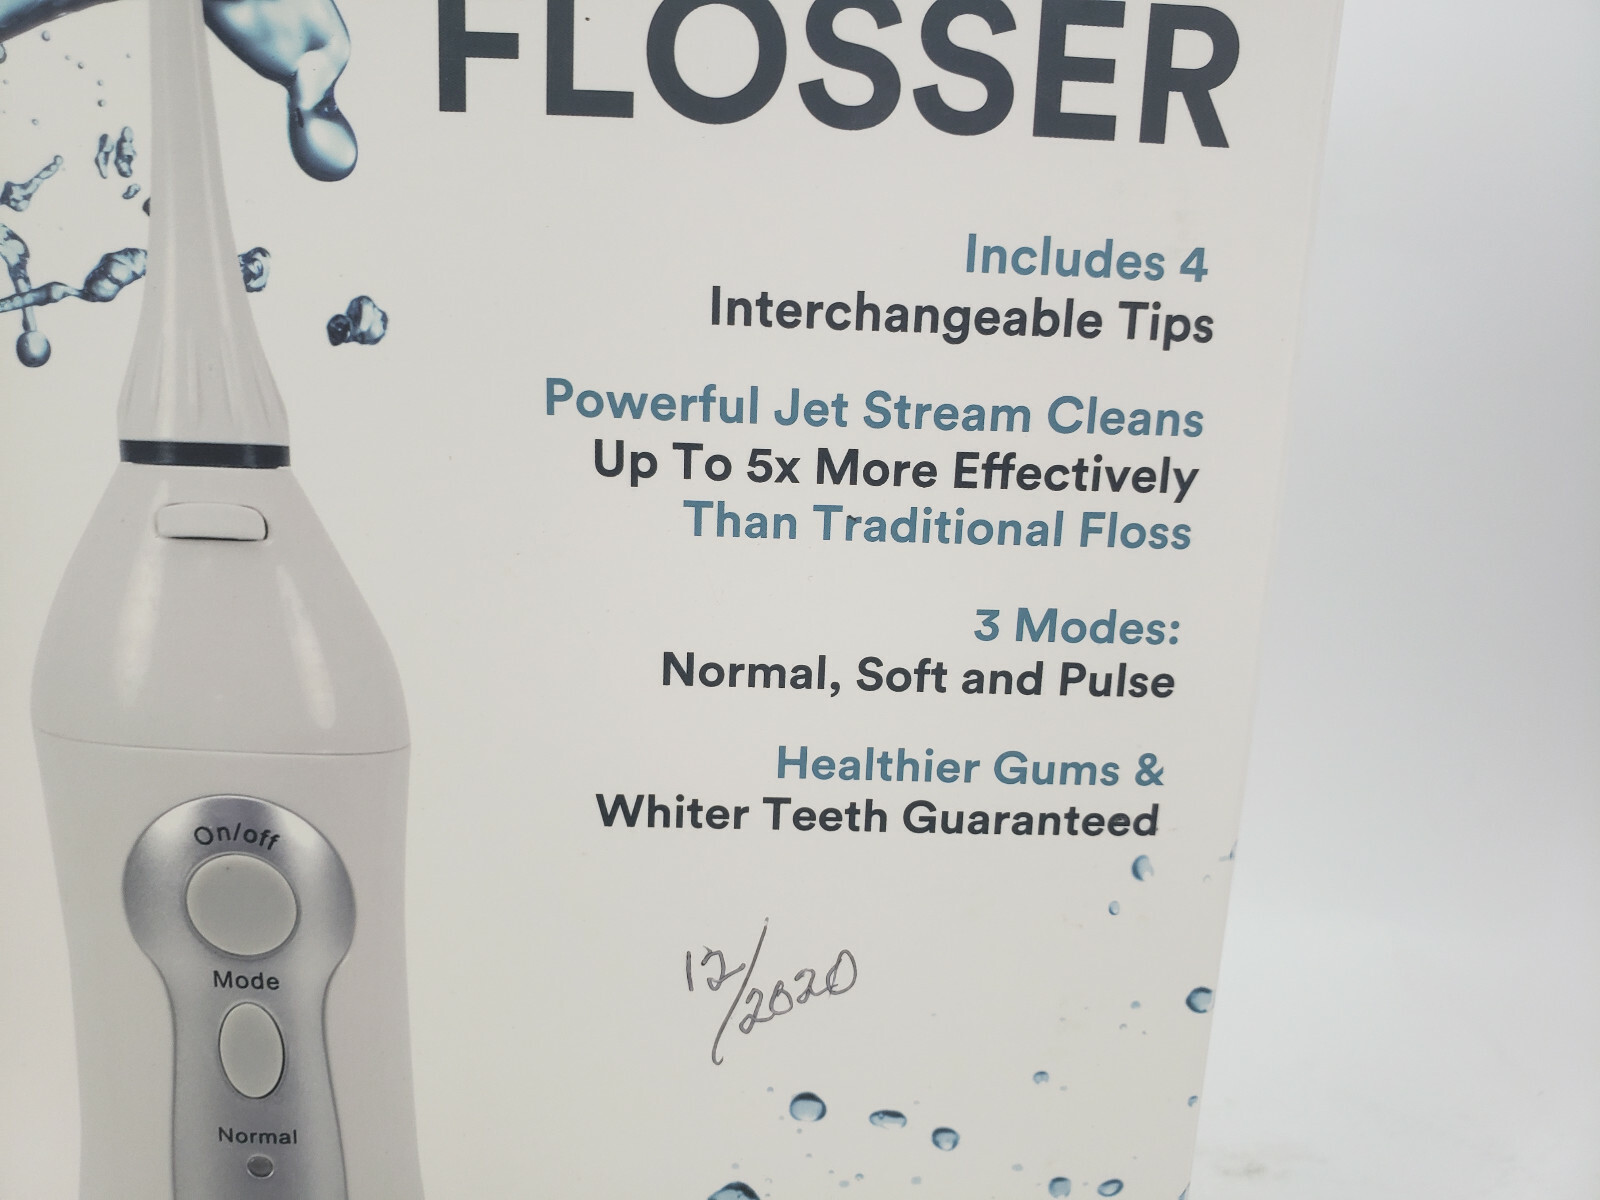 FLOSSER
Includes 4
Interchangeable Tips
Powerful Jet Stream Cleans
Up To 5x More Effectively
Than Traditional Floss
3 Modes:
Normal, Soft and Pulse
Healthier Gums &
Whiter Teeth Guaranteed
12/2020
On/off
Mode
Normal